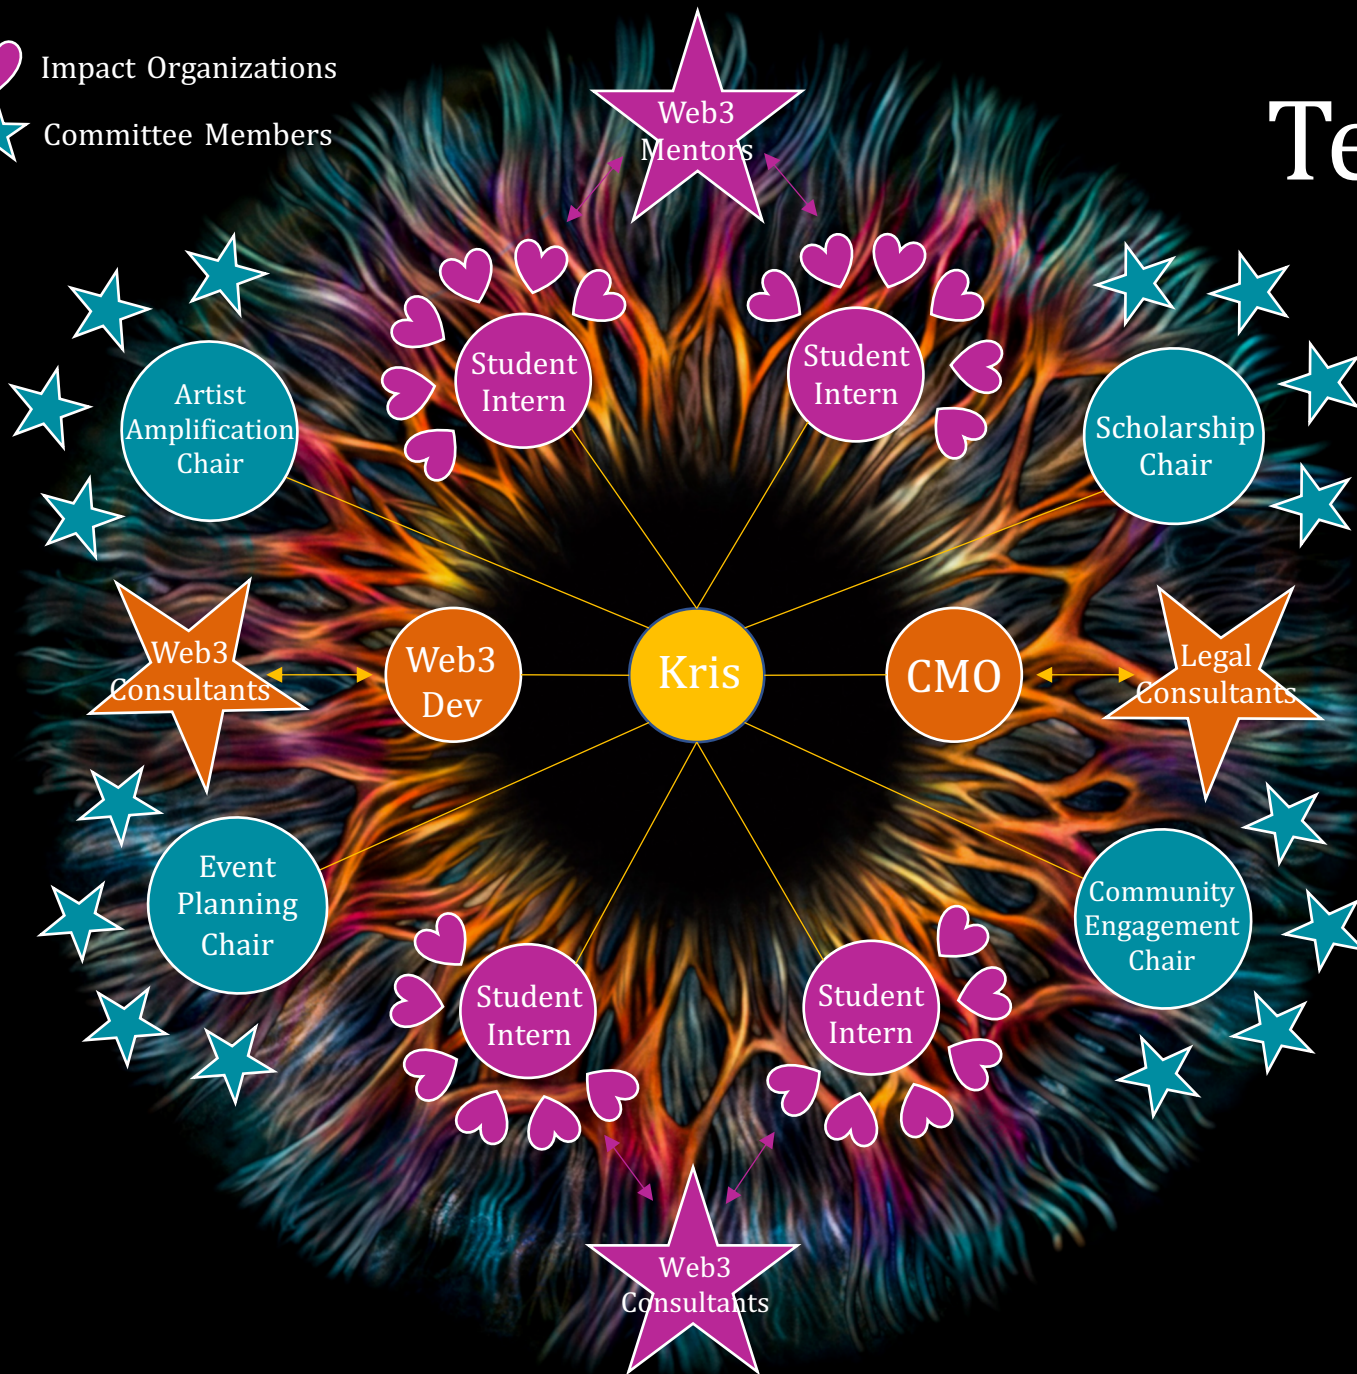 Impact Organizations
Committee Members
Te
Web3
Mentors
Student
Intern
Student
Intern
Artist
Amplification
Chair
Scholarship
Chair
Web3
Consultants
Web3
Dev
Kris
CMO
Legal
Consultants
Event
Planning
Chair
Community
Engagement
Chair
Student
Intern
Student
Intern
Web3
Consultants